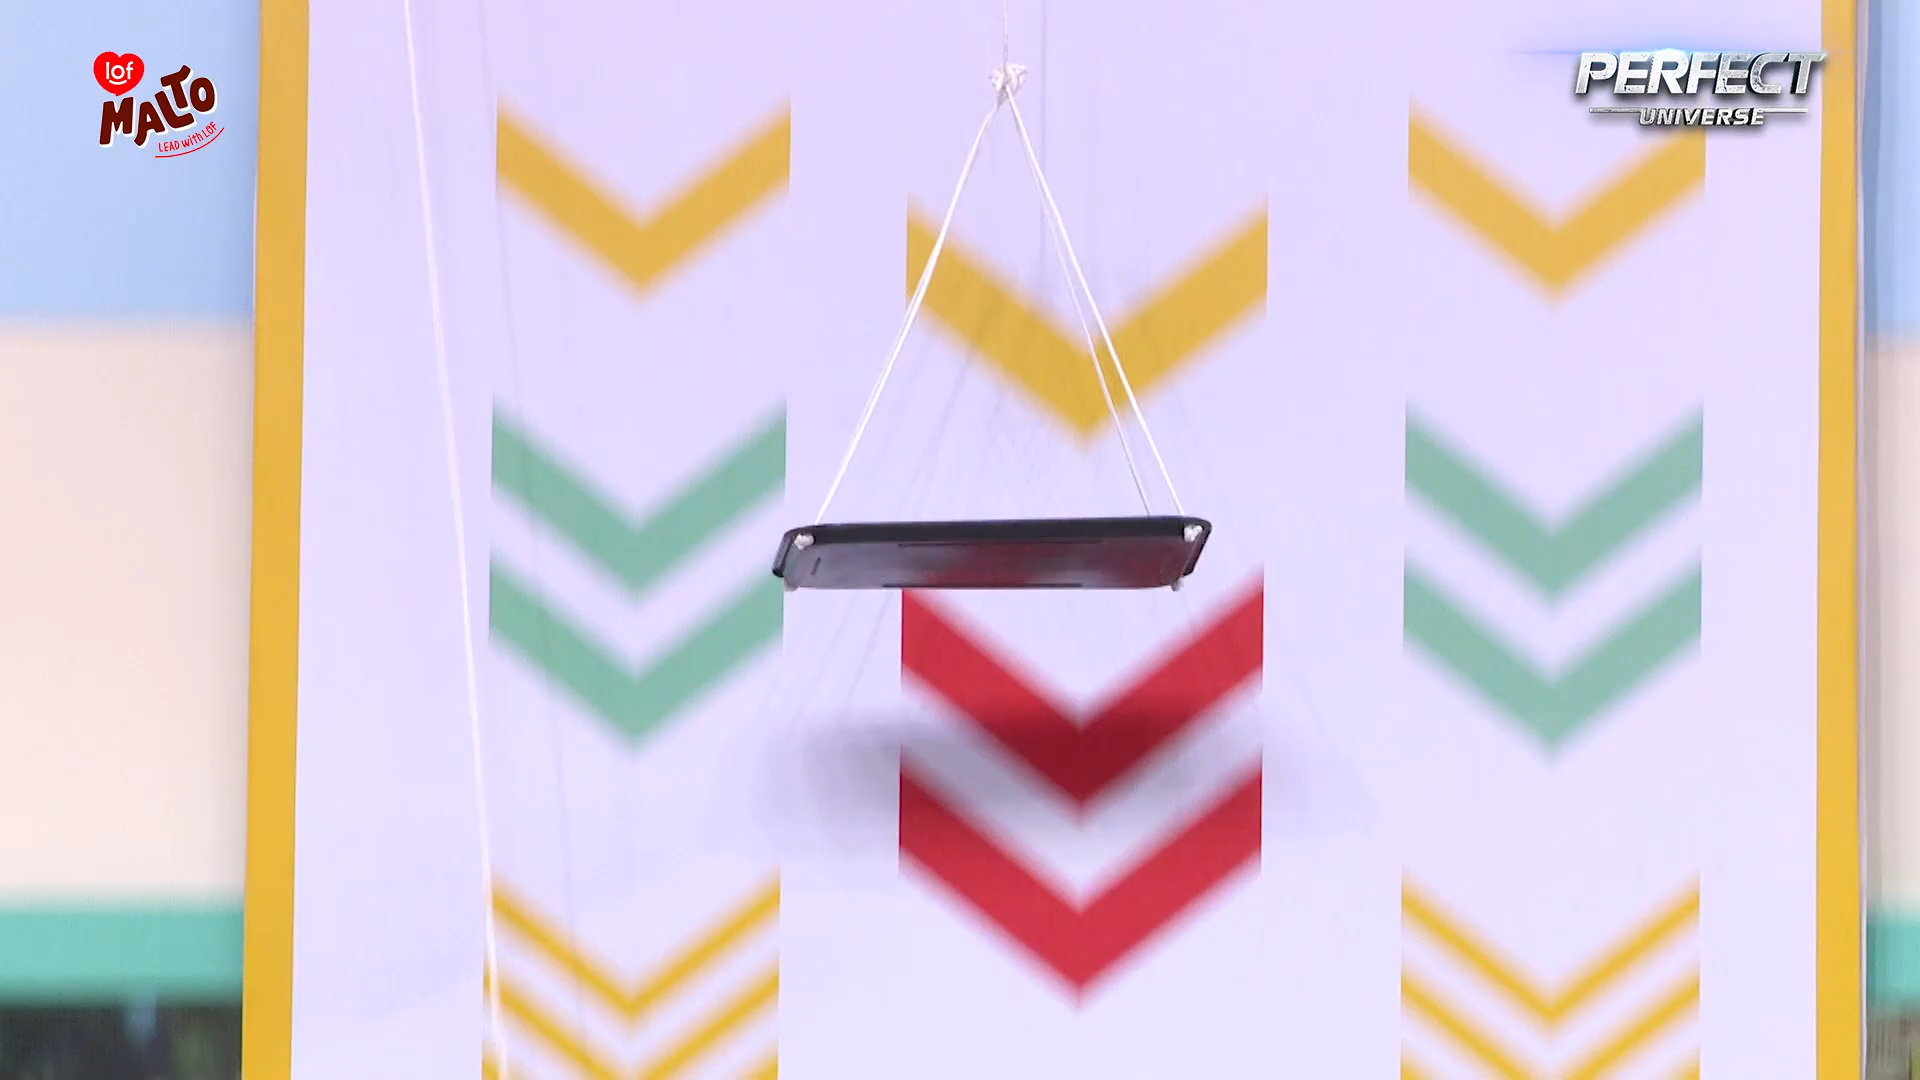 lof
MALTO
LEAD with LOF
PERFECT
UNIVERSE